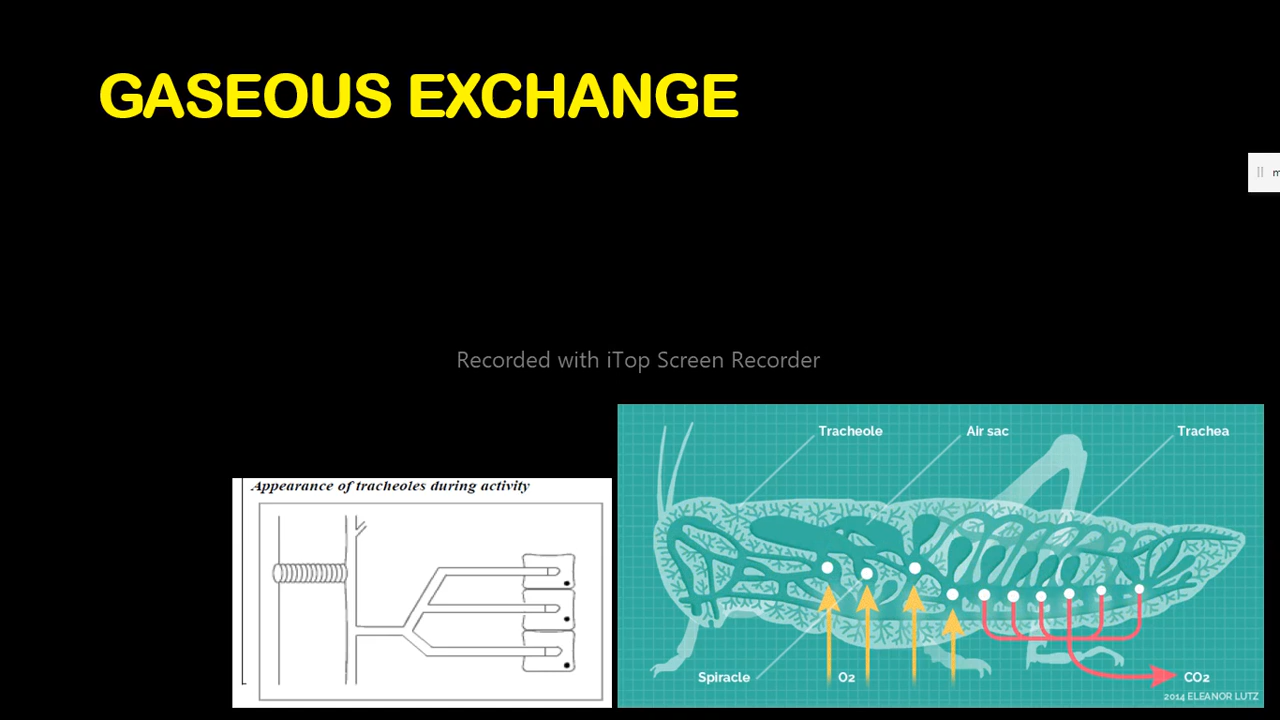 GASEOUS EXCHANGE
Recorded with iTop Screen Recorder
Appearance of tracheoles during activity
Tracheole
Air sac
Trachea
Spiracle
O2
CO2
2014 ELEANOR LUTZ